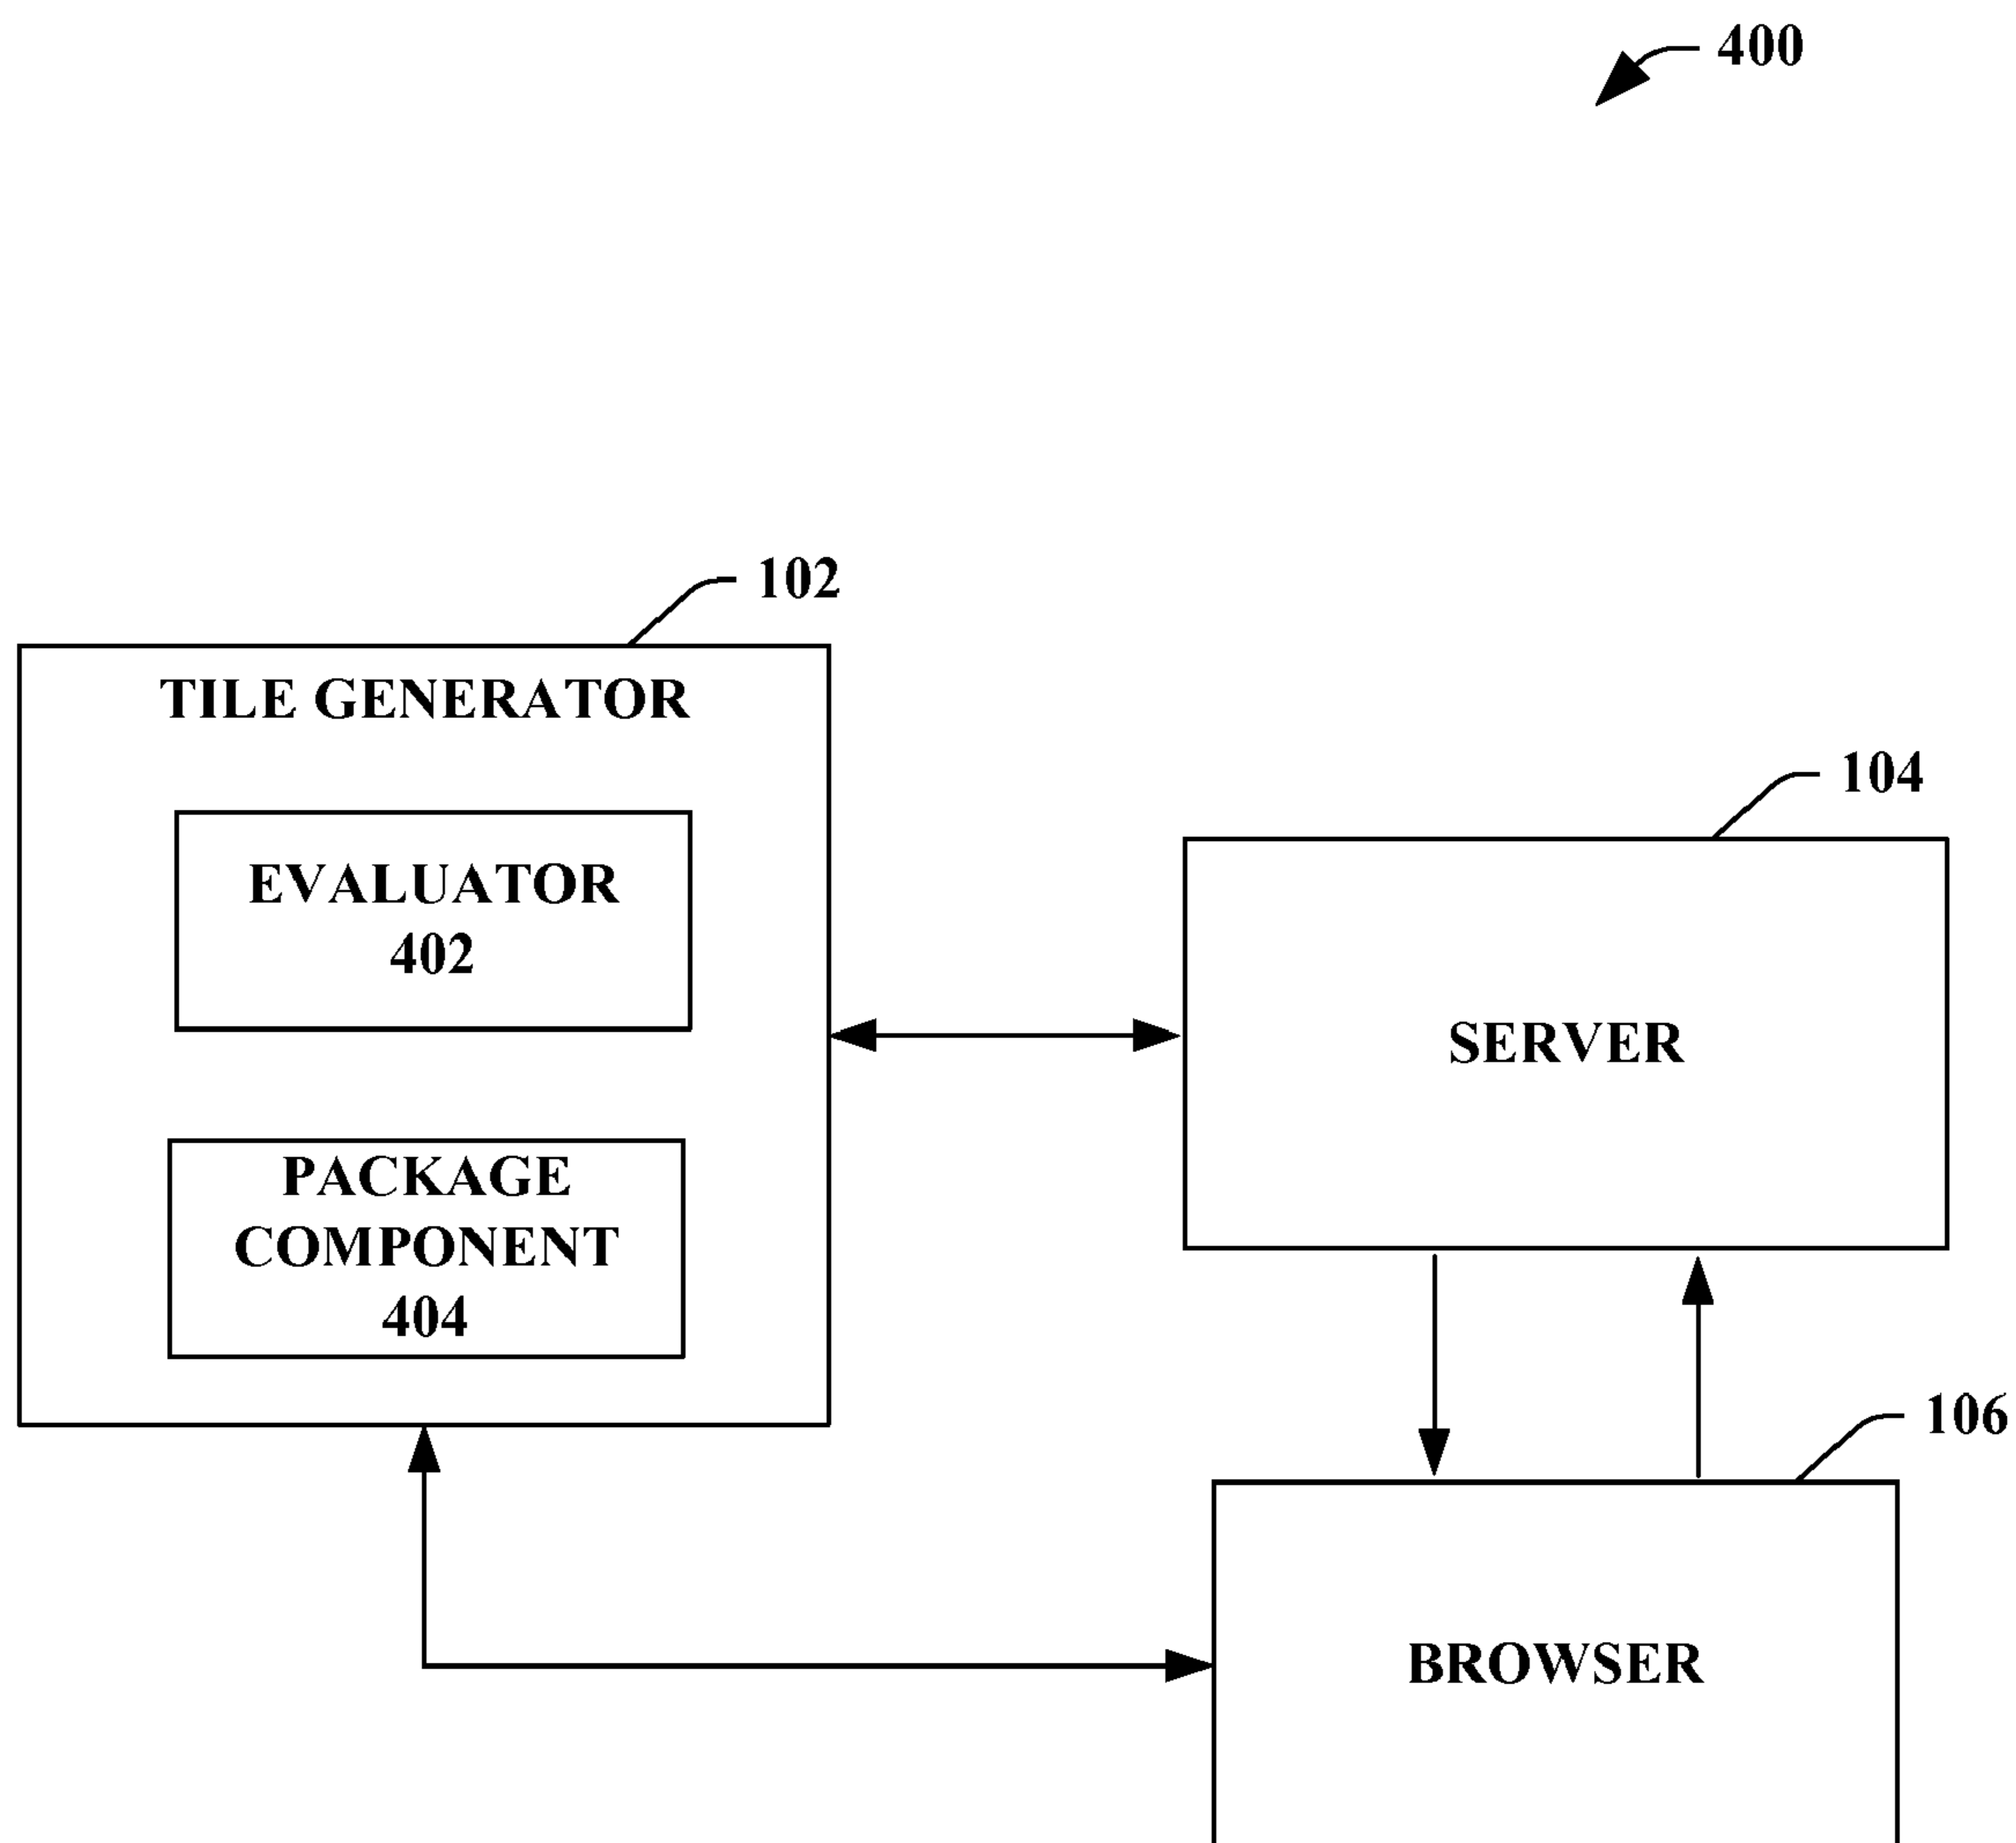 400
102
TILE GENERATOR
EVALUATOR
402
PACKAGE
COMPONENT
404
104
SERVER
106
BROWSER